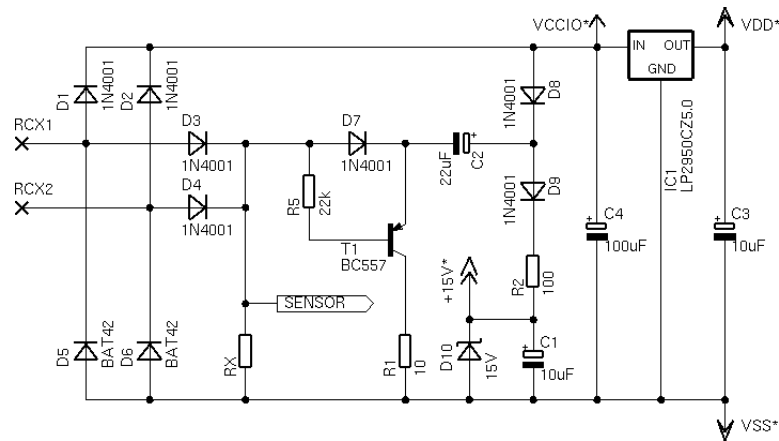 VCCIO*
VDD*
IN OUT
GND
D1
1N4001
D2
1N4001
D8
1N4001
RCX1
D3
1N4001
D7
1N4001
22uF
C2
IC1
LP2950CZ5.0
RCX2
D4
1N4001
R5
22k
D9
1N4001
T1
BC557
C4
100uF
C3
10uF
+15V*
R2
100
SENSOR
D5
BAT42
D6
BAT42
RX
R1
10
D10
15V
C1
10uF
VSS*